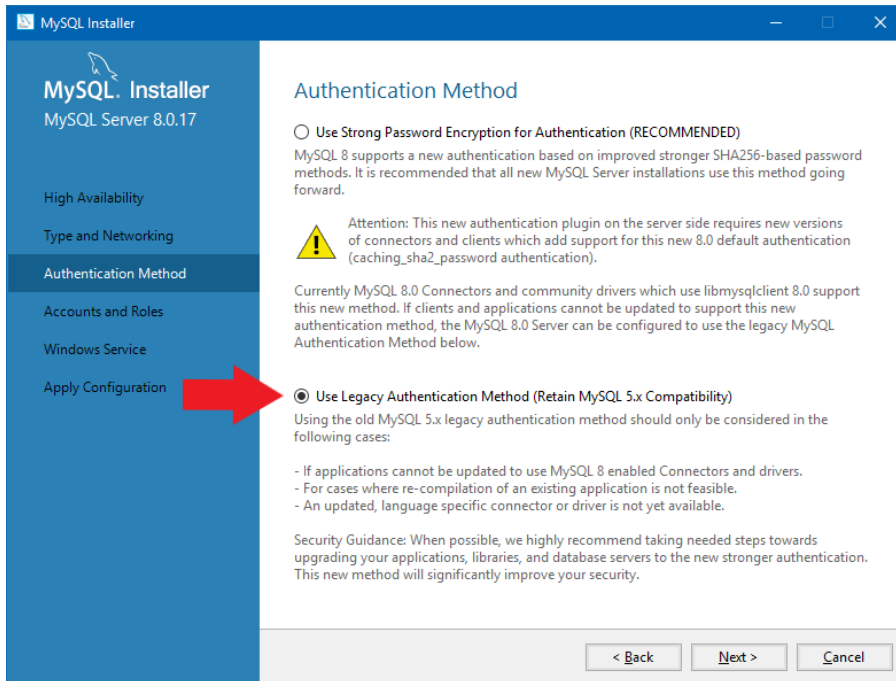 MySQL Installer
MySQL. Installer
MySQL Server 8.0.17
High Availability
Type and Networking
Authentication Method
Accounts and Roles
Windows Service
Apply Configuration
Authentication Method
Use Strong Password Encryption for Authentication (RECOMMENDED)
MySQL 8 supports a new authentication based on improved stronger SHA256-based password
methods. It is recommended that all new MySQL Server installations use this method going
forward.
Attention: This new authentication plugin on the server side requires new versions
of connectors and clients which add support for this new 8.0 default authentication
(caching_sha2_password authentication).
Currently MySQL 8.0 Connectors and community drivers which use libmysqlclient 8.0 support
this new method. If clients and applications cannot be updated to support this new
authentication method, the MySQL 8.0 Server can be configured to use the legacy MySQL
Authentication Method below.
Use Legacy Authentication Method (Retain MySQL 5.x Compatibility)
Using the old MySQL 5.x legacy authentication method should only be considered in the
following cases:
- If applications cannot be updated to use MySQL 8 enabled Connectors and drivers.
- For cases where re-compilation of an existing application is not feasible.
- An updated, language specific connector or driver is not yet available.
Security Guidance: When possible, we highly recommend taking needed steps towards
upgrading your applications, libraries, and database servers to the new stronger authentication.
This new method will significantly improve your security.
< Back
Next >
Cancel